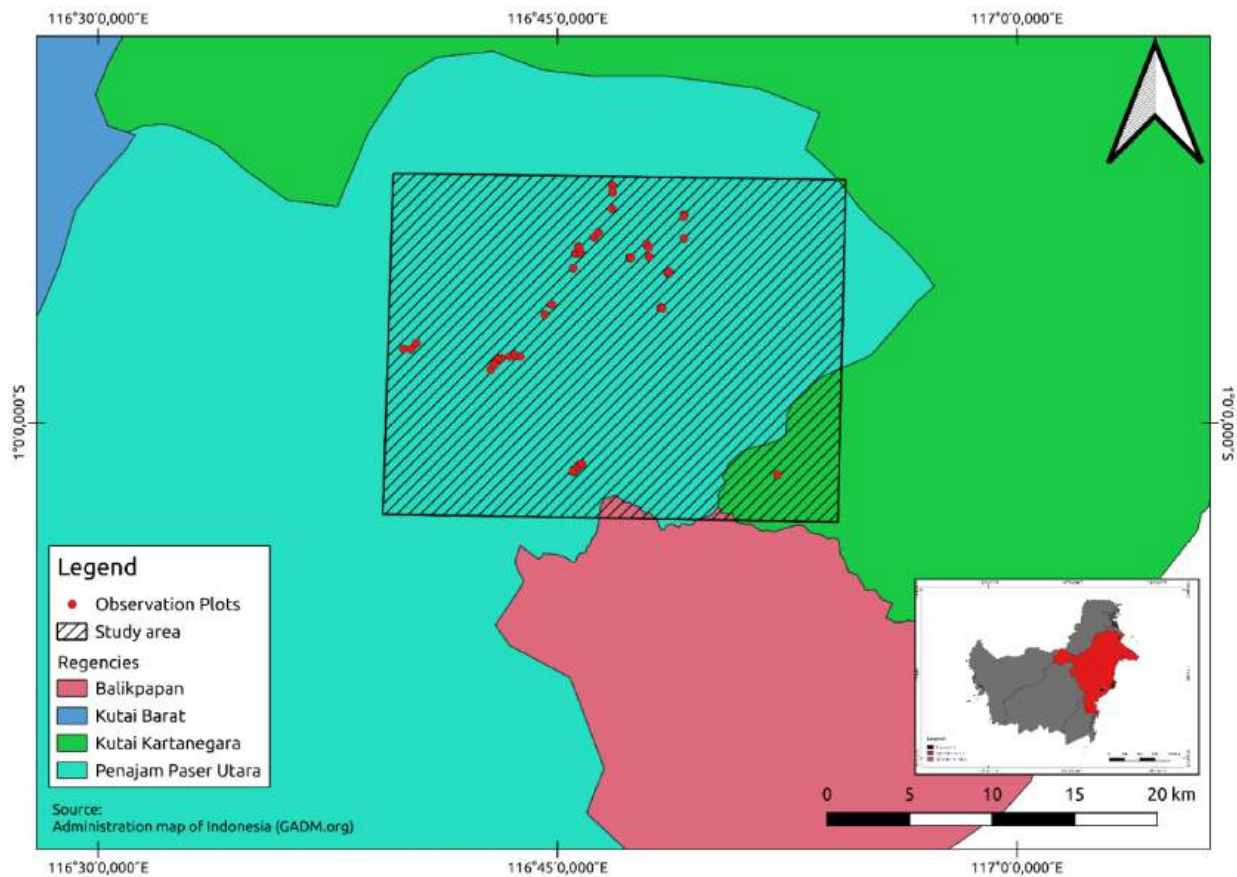 116°30′0,000″E
116°45′0,000″E
117°0′0,000″E
1°0′0,000″S
1°0′0,000″S
Legend
Observation Plots
Study area
Regencies
Balikpapan
Kutai Barat
Kutai Kartanegara
Penajam Paser Utara
Source:
Administration map of Indonesia (GADM.org)
Legend
0 5 10 15 20 km
116°30′0,000″E
116°45′0,000″E
117°0′0,000″E